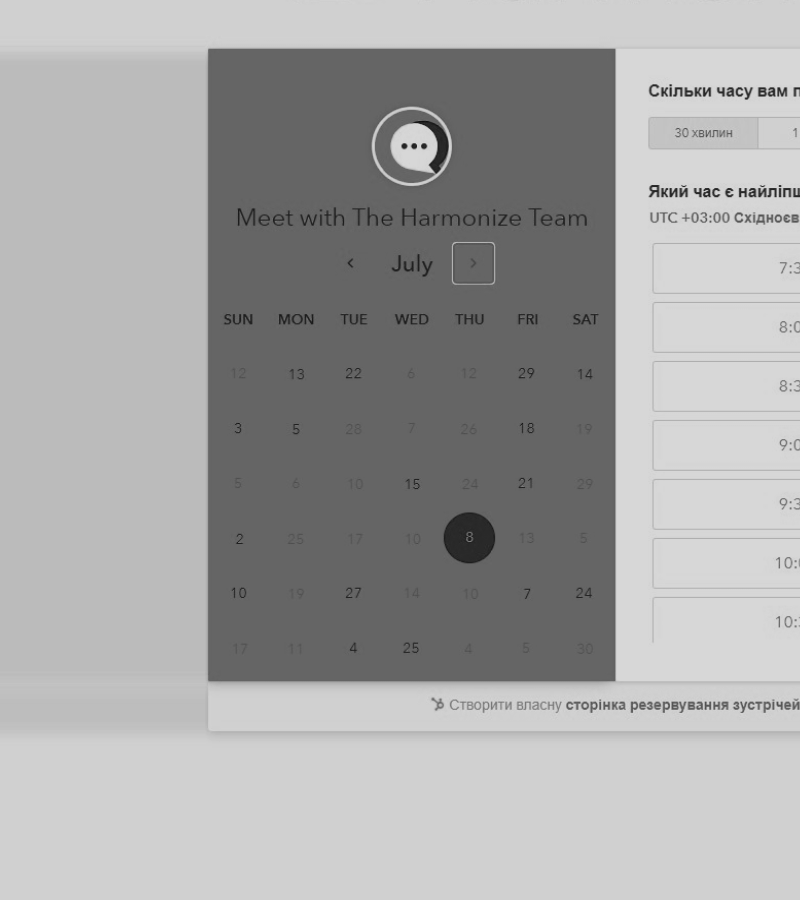 Meet with The Harmonize Team
July
SUN MON TUE WED THU FRI SAT
12 13 22 6 12 29 14
3 5 28 7 26 18 19
5 6 10 15 24 21 29
2 25 17 10 8 13 5
10 19 27 14 10 7 24
17 11 4 25 4 5 30
Скільки часу вам
30 хвилин 1
Який час є
UTC +03:00
7:3
8:0
8:3
9:0
9:3
10:
10:
Створити власну сторінка резервування зустрічей